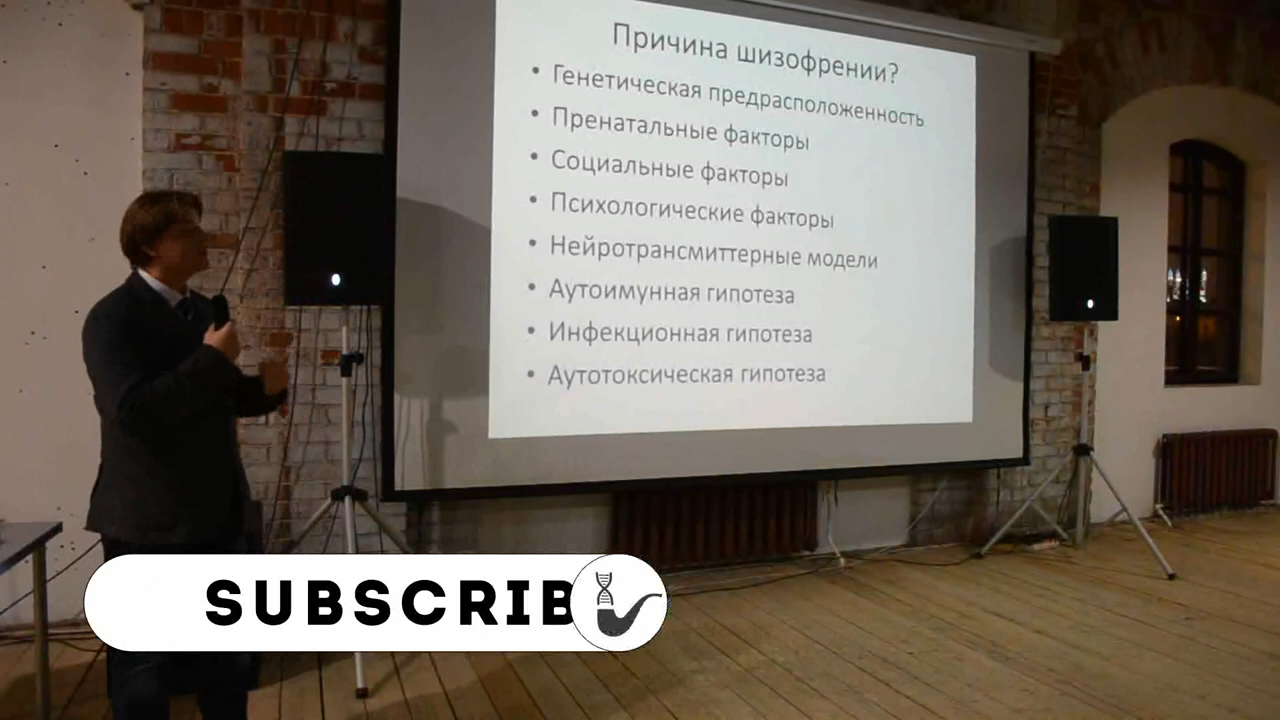 Причина шизофрении?
• Генетическая предрасположенность
• Пренатальные факторы
• Социальные факторы
• Психологические факторы
• Нейротрансмиттерные модели
• Аутоимунная гипотеза
• Инфекционная гипотеза
• Аутотоксическая гипотеза
SUBSCRIB